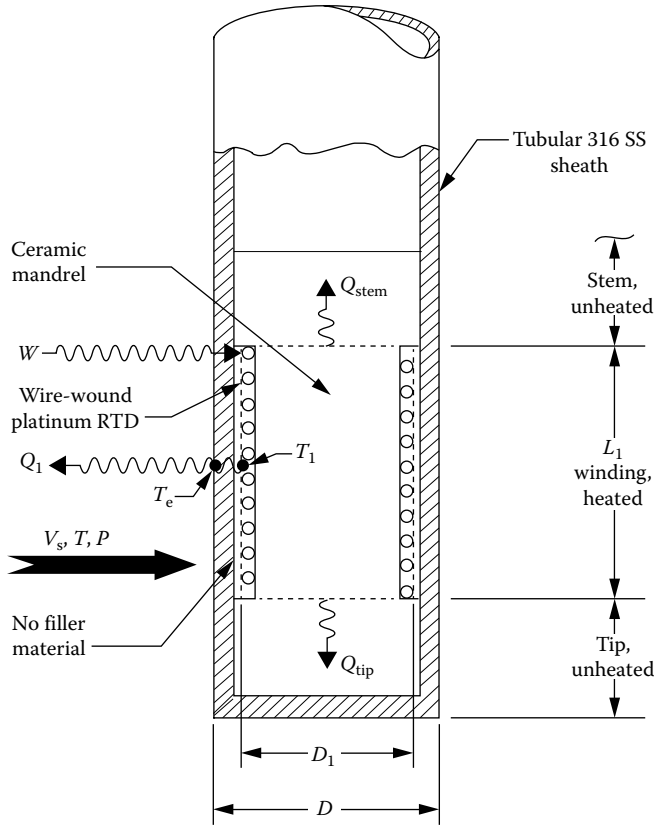 Tubular 316 SS
sheath
Ceramic
mandrel
Q_stem
Stem,
unheated
W
Wire-wound
platinum RTD
Q_1
T_1
T_e
L_1
winding,
heated
V_s, T, P
No filler
material
Q_tip
Tip,
unheated
D_1
D